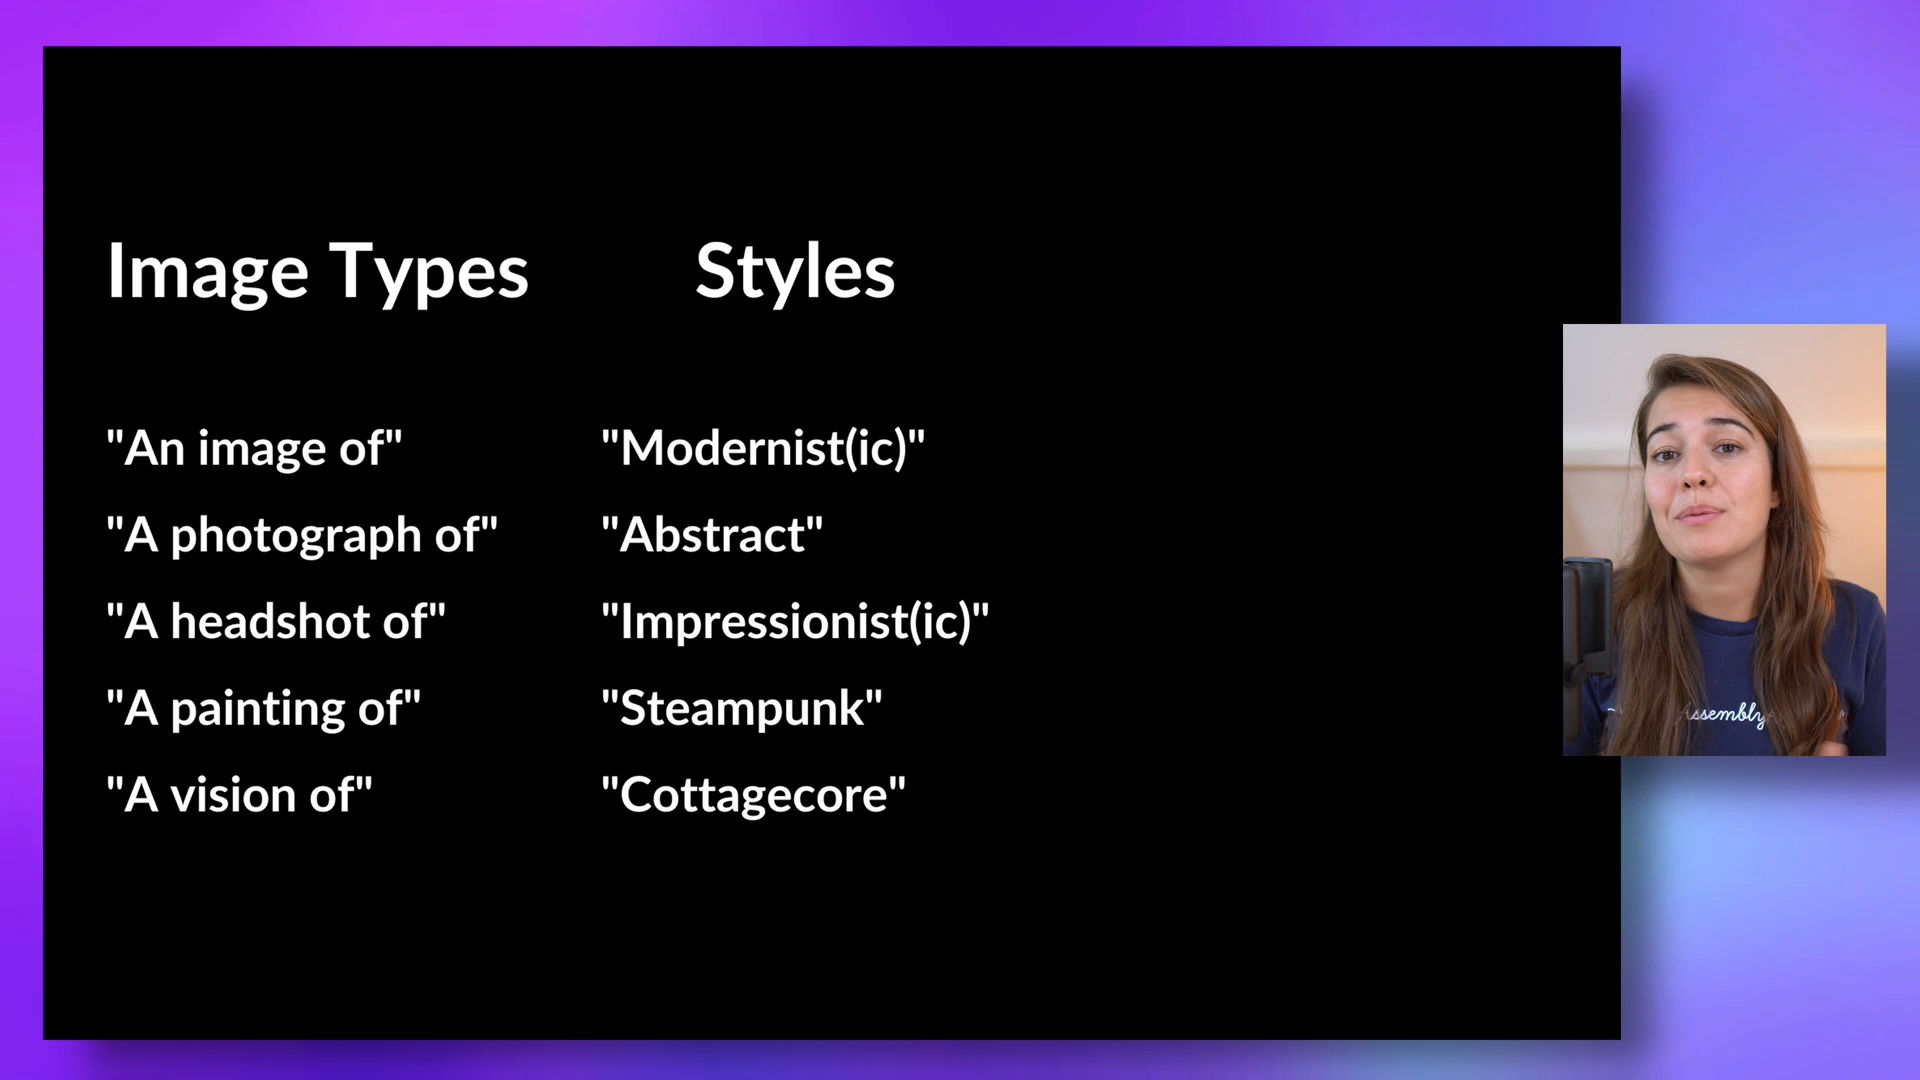 Image Types
"An image of"
"A photograph of"
"A headshot of"
"A painting of"
"A vision of"
Styles
"Modernist(ic)"
"Abstract"
"Impressionist(ic)"
"Steampunk"
"Cottagecore"
Assembly